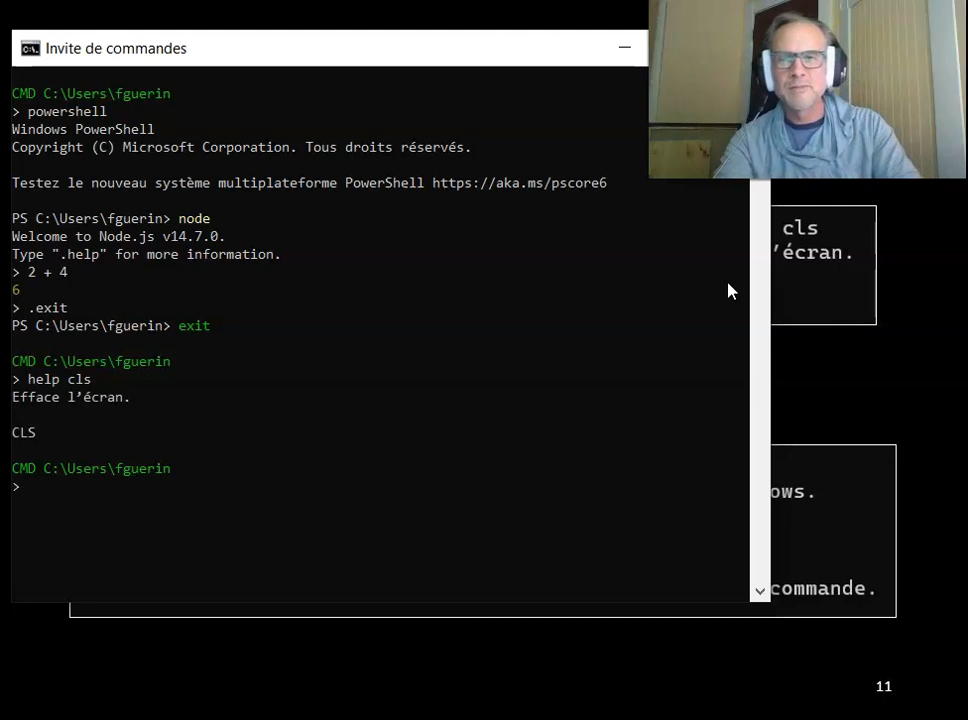 Invite de commandes
CMD C:\Users\fguerin
> powershell
Windows PowerShell
Copyright (C) Microsoft Corporation. Tous droits réservés.
Testez le nouveau système multiplateforme PowerShell https://aka.ms/pscore6
PS C:\Users\fguerin> node
Welcome to Node.js v14.7.0.
Type ".help" for more information.
> 2 + 4
6
> .exit
PS C:\Users\fguerin> exit
CMD C:\Users\fguerin
> help cls
Efface l’écran.
CLS
CMD C:\Users\fguerin
>
cls
’écran.
ows.
commande.
11